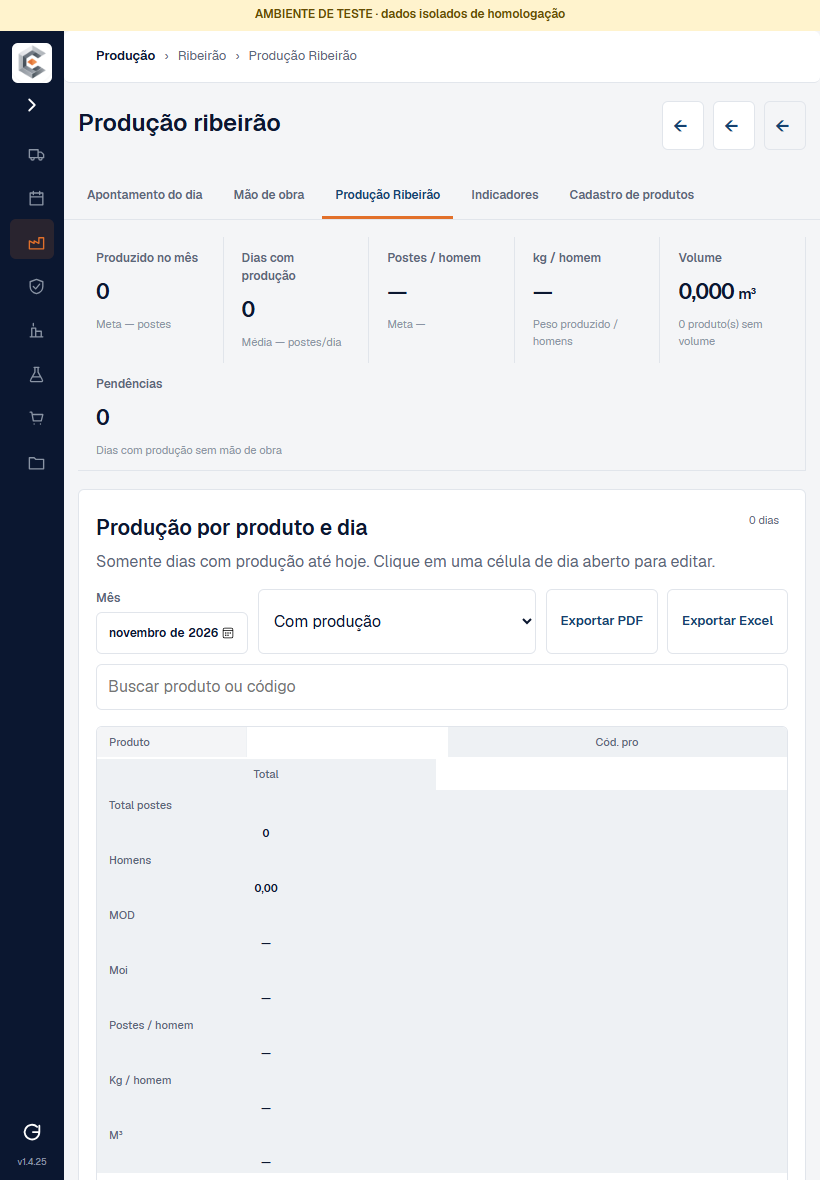 AMBIENTE DE TESTE · dados isolados de homologação
Produção › Ribeirão › Produção Ribeirão
Produção ribeirão
Apontamento do dia Mão de obra Produção Ribeirão Indicadores Cadastro de produtos
Produzido no mês
0
Meta — postes
Dias com
produção
0
Média — postes/dia
Postes / homem
—
Meta —
kg / homem
—
Peso produzido /
homens
Volume
0,000 m³
0 produto(s) sem
volume
Pendências
0
Dias com produção sem mão de obra
Produção por produto e dia
0 dias
Somente dias com produção até hoje. Clique em uma célula de dia aberto para editar.
Mês
novembro de 2026
Com produção
Exportar PDF
Exportar Excel
Buscar produto ou código
Produto Cód. pro
Total
Total postes
0
Homens
0,00
MOD
—
Moi
—
Postes / homem
—
Kg / homem
—
M³
—
v1.4.25